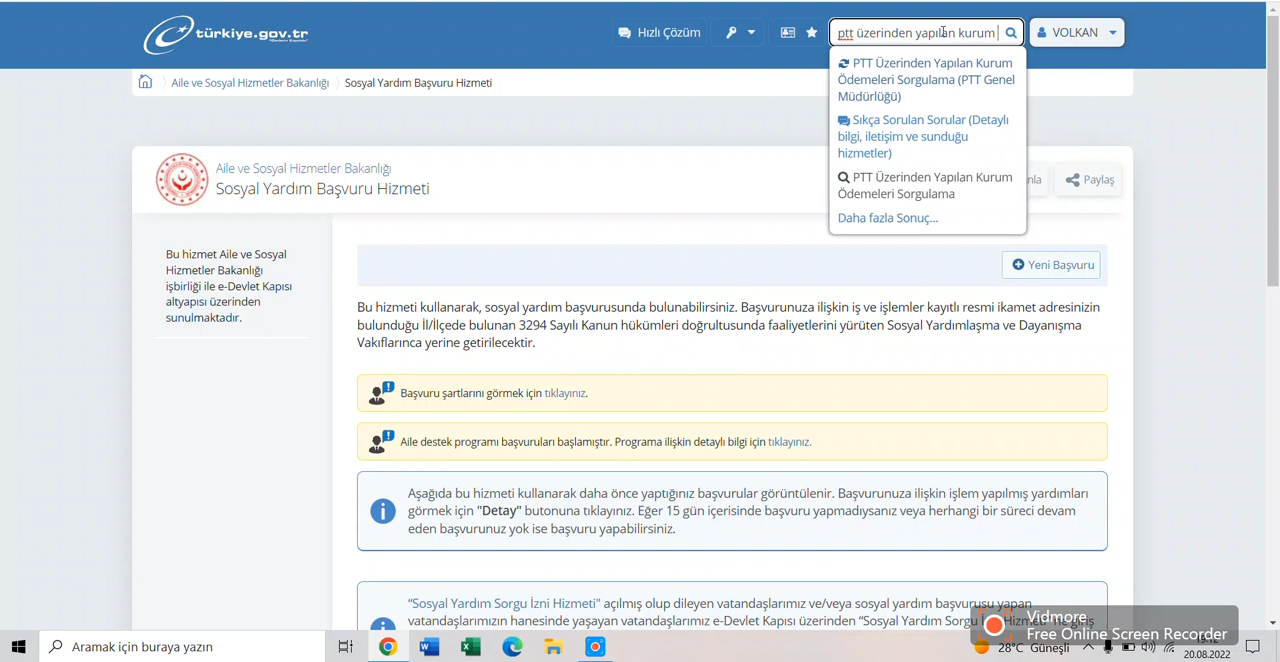 türkiye.gov.tr
Hızlı Çözüm
ptt üzerinden yapılan kurum
VOLKAN
Aile ve Sosyal Hizmetler Bakanlığı
Sosyal Yardım Başvuru Hizmeti
PTT Üzerinden Yapılan Kurum
Ödemeleri Sorgulama (PTT Genel
Müdürlüğü)
Sıkça Sorulan Sorular (Detaylı
bilgi, iletişim ve sunduğu
hizmetler)
PTT Üzerinden Yapılan Kurum
Ödemeleri Sorgulama
Daha fazla Sonuç...
Aile ve Sosyal Hizmetler Bakanlığı
Sosyal Yardım Başvuru Hizmeti
nla
Paylaş
Bu hizmet Aile ve Sosyal
Hizmetler Bakanlığı
işbirliği ile e-Devlet Kapısı
altyapısı üzerinden
sunulmaktadır.
Yeni Başvuru
Bu hizmeti kullanarak, sosyal yardım başvurusunda bulunabilirsiniz. Başvurunuza ilişkin iş ve işlemler kayıtlı resmi ikamet adresinizin
bulunduğu İl/İlçede bulunan 3294 Sayılı Kanun hükümleri doğrultusunda faaliyetlerini yürüten Sosyal Yardımlaşma ve Dayanışma
Vakıflarınca yerine getirilecektir.
Başvuru şartlarını görmek için tıklayınız.
Aile destek programı başvuruları başlamıştır. Programa ilişkin detaylı bilgi için tıklayınız.
Aşağıda bu hizmeti kullanarak daha önce yaptığınız başvurular görüntülenir. Başvurunuza ilişkin işlem yapılmış yardımları
görmek için "Detay" butonuna tıklayınız. Eğer 15 gün içerisinde başvuru yapmadıysanız veya herhangi bir süreci devam
eden başvurunuz yok ise başvuru yapabilirsiniz.
“Sosyal Yardım Sorgu İzni Hizmeti" açılmış olup dileyen vatandaşlarımız ve/veya sosyal yardım başvurusu yapan
vatandaşlarımızın hanesinde yaşayan vatandaşlarımız e-Devlet Kapısı üzerinden “Sosyal Yardım Sorgu
Vidmore
Free Online Screen Recorder
Aramak için buraya yazın
28°C Güneşli
20.08.2022